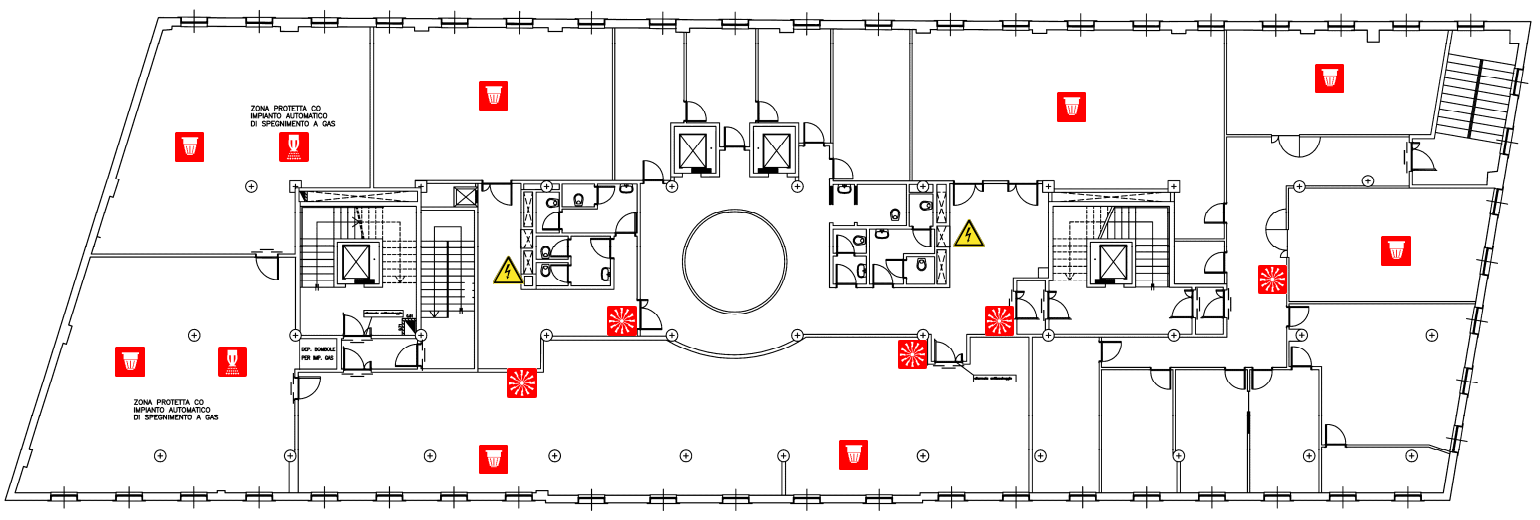 ZONA PROTETTA CO
IMPIANTO AUTOMATICO
DI SPEGNIMENTO A GAS
DEP. BOMBOLE
PER IMP. GAS
ZONA PROTETTA CO
IMPIANTO AUTOMATICO
DI SPEGNIMENTO A GAS